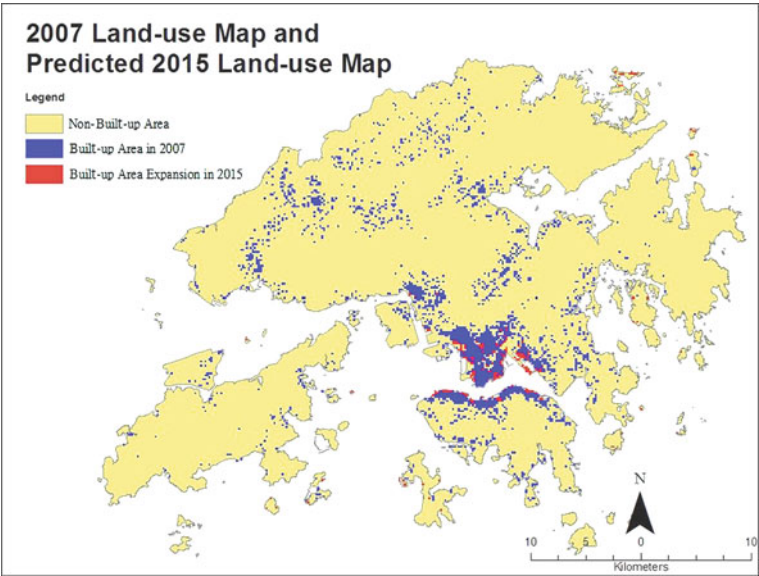 2007 Land-use Map and
Predicted 2015 Land-use Map
Legend
Non-Built-up Area
Built-up Area in 2007
Built-up Area Expansion in 2015
N
10 5 0 10
Kilometers